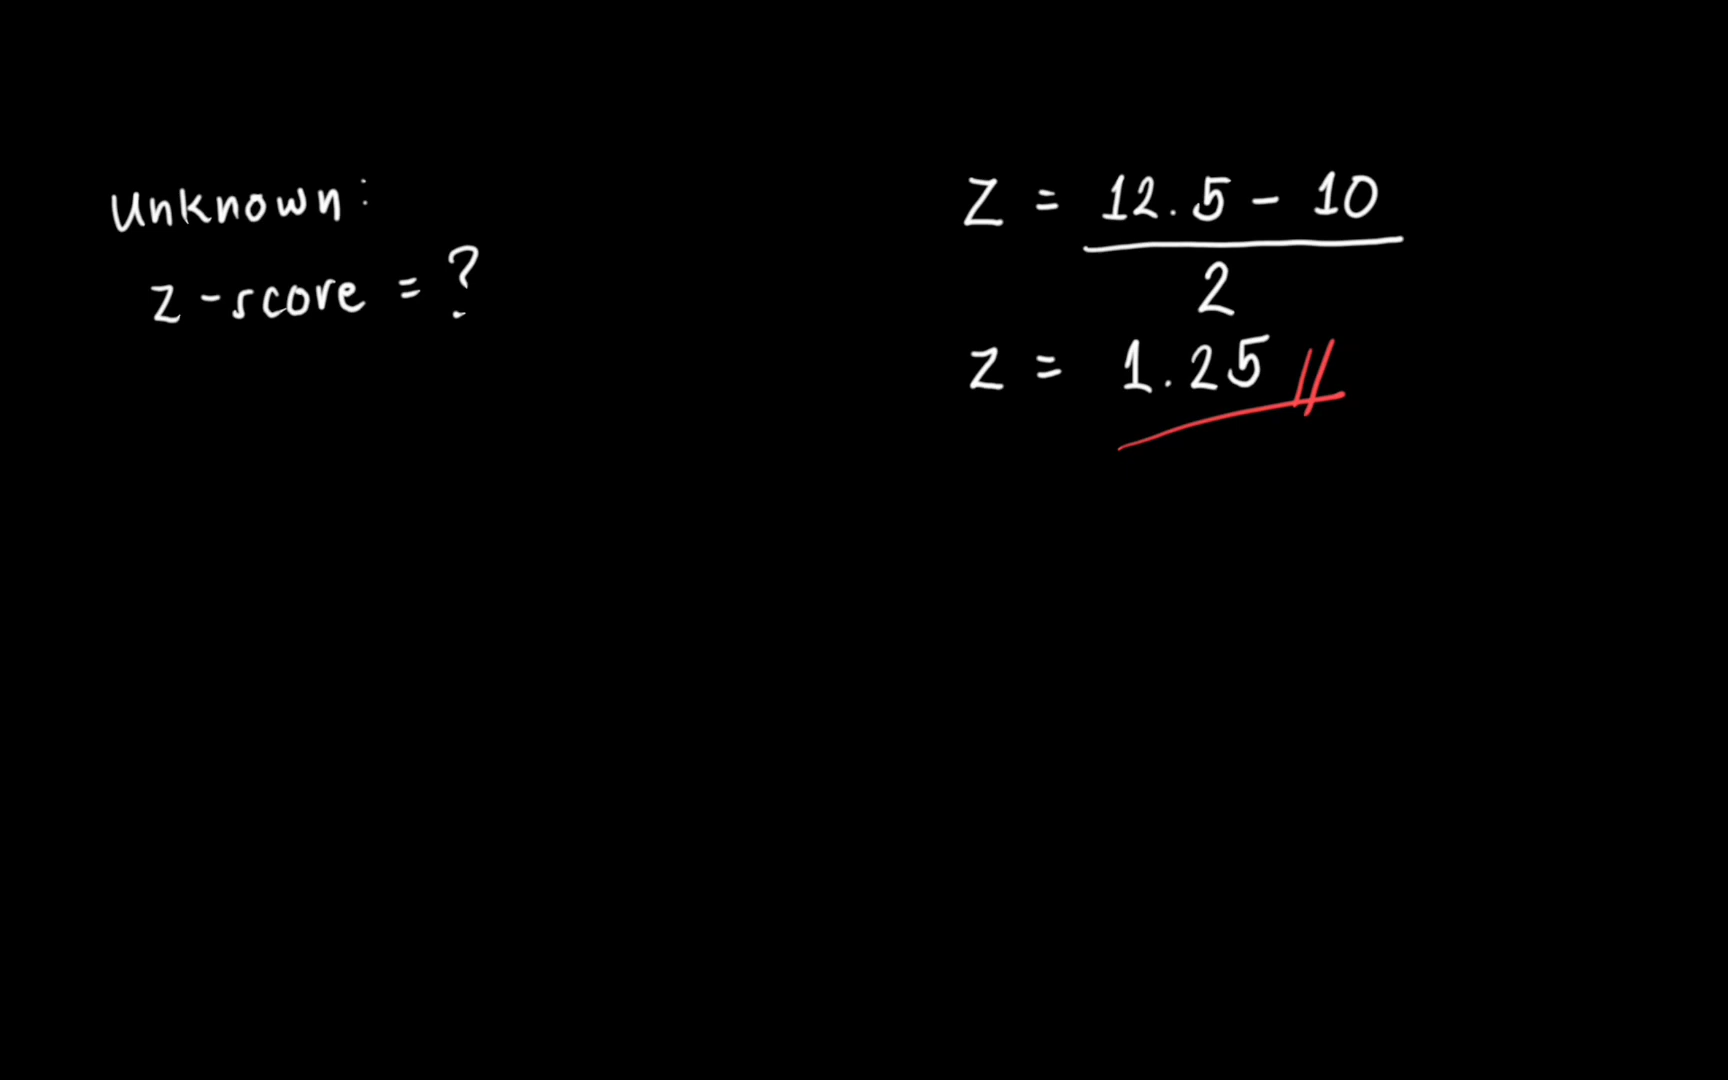 Unknown:
z-score = ?
Z = 12.5 - 10
2
Z = 1.25 //